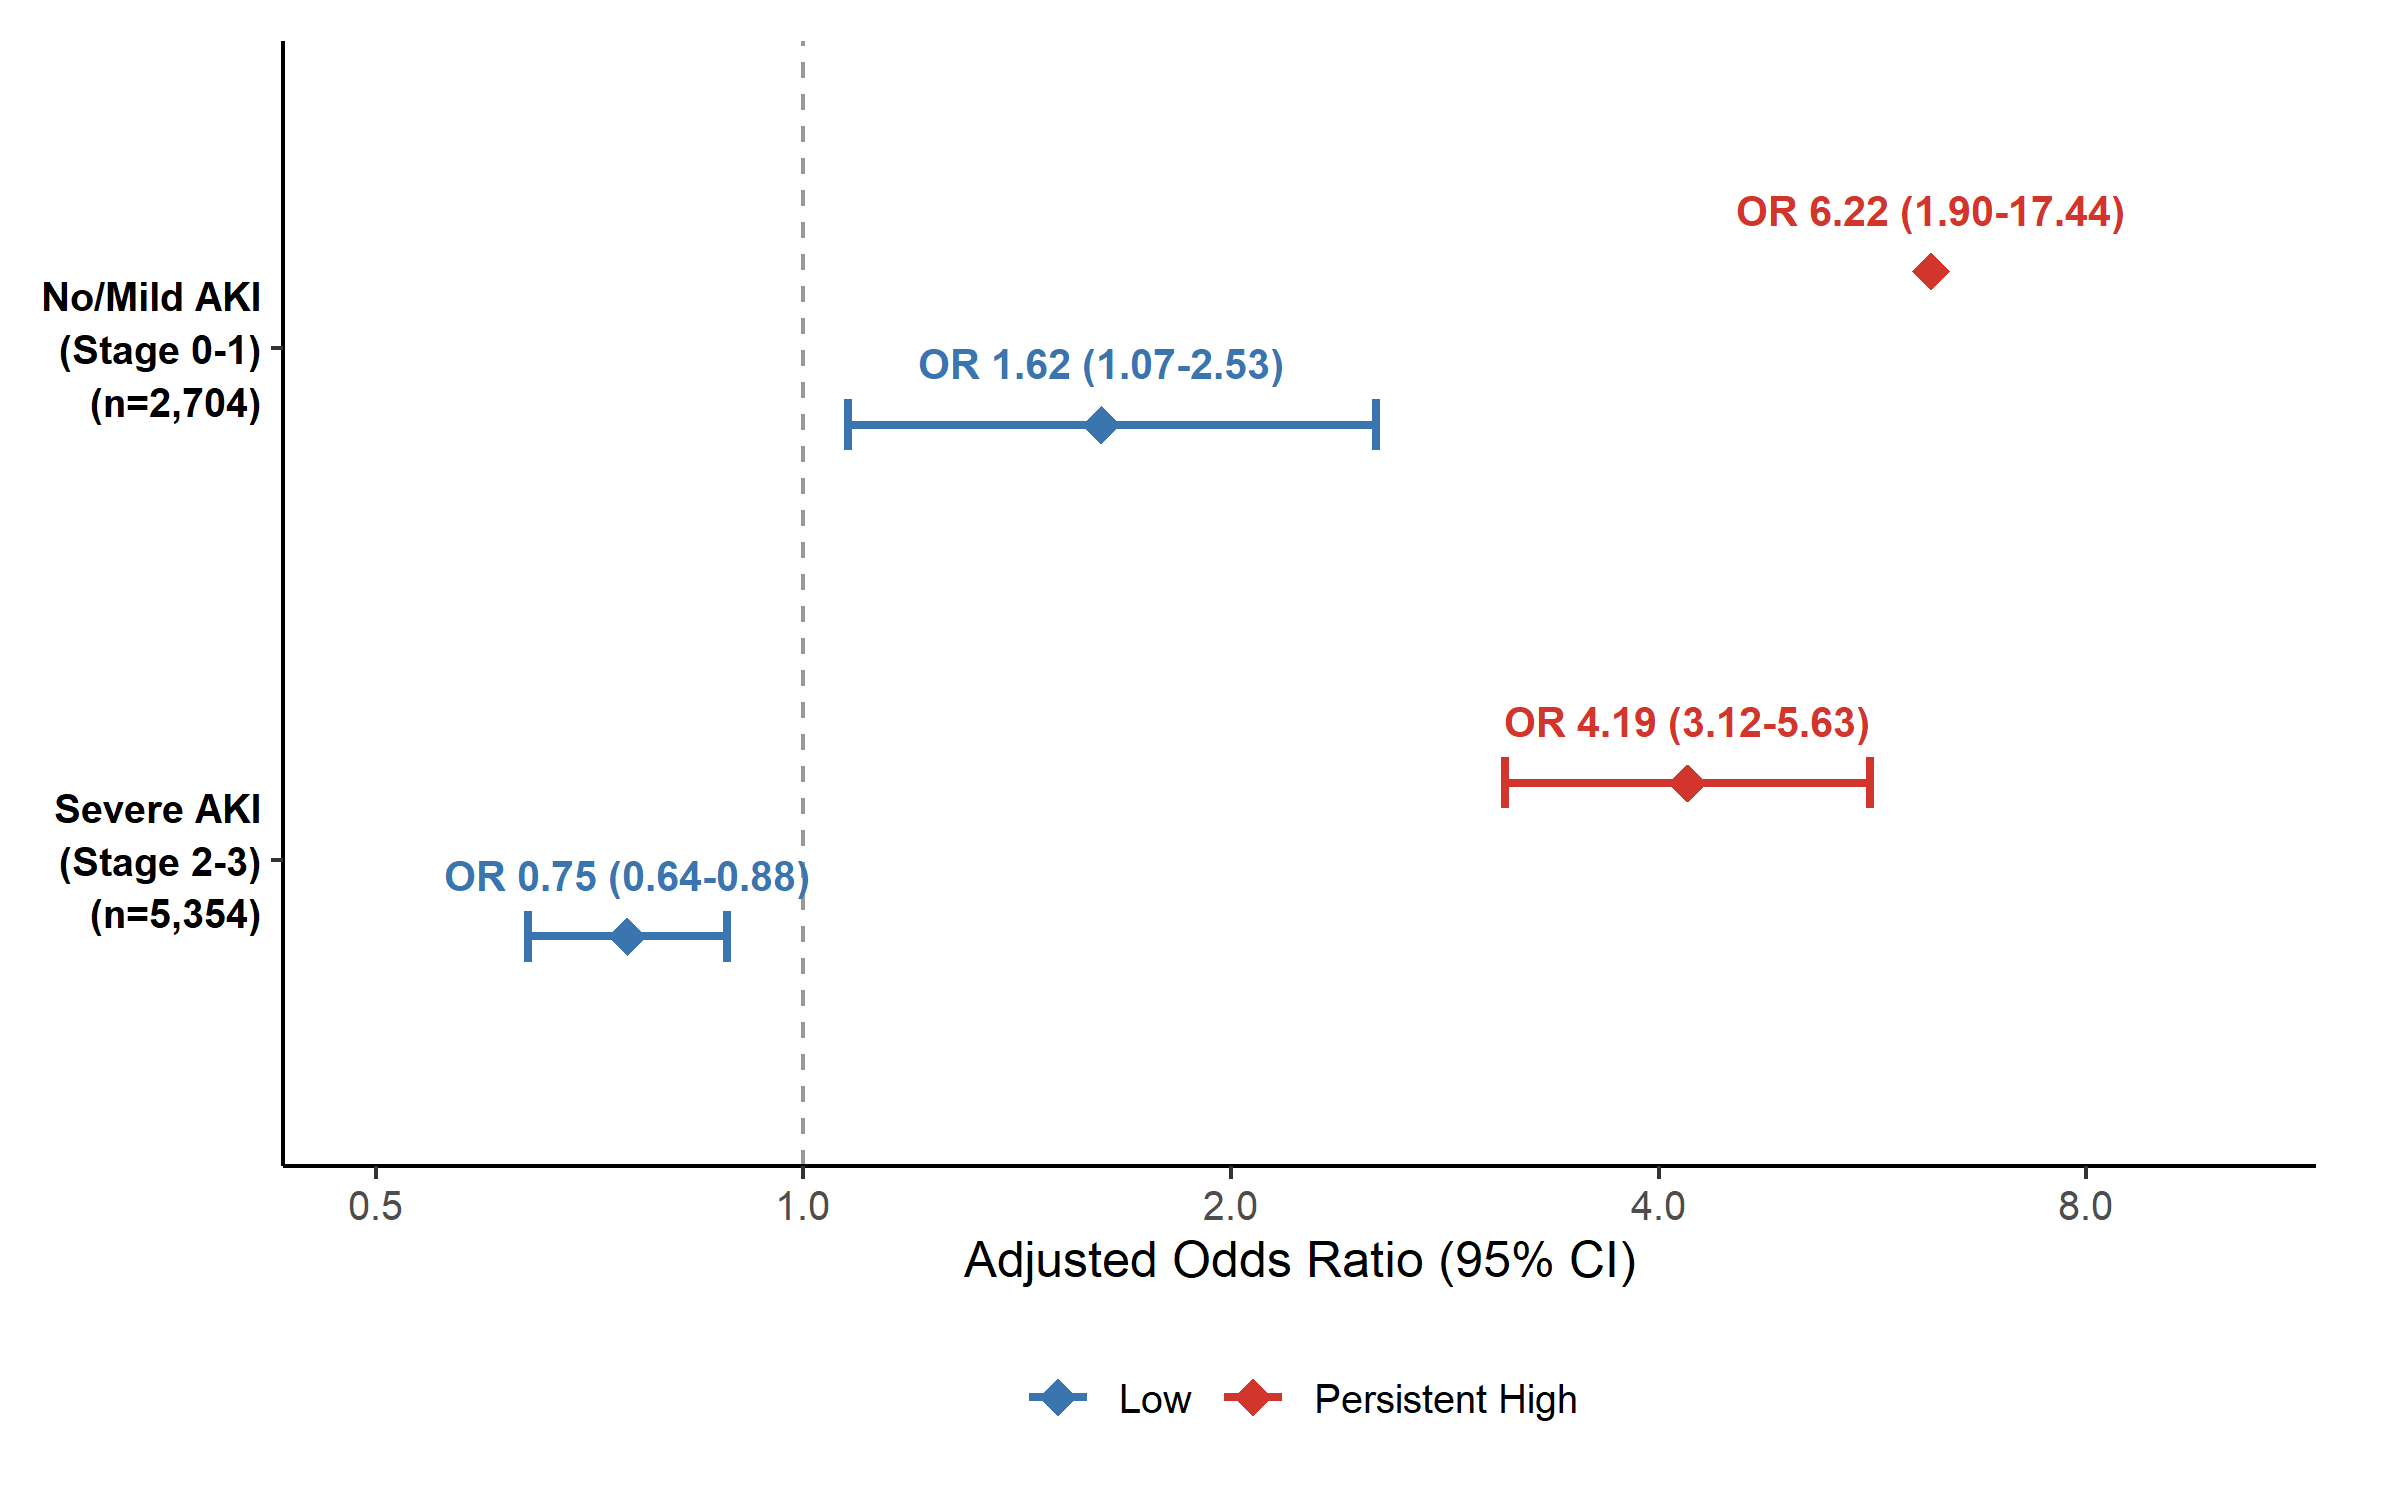 OR 6.22 (1.90-17.44)
No/Mild AKI
(Stage 0-1)
(n=2,704)
OR 1.62 (1.07-2.53)
OR 4.19 (3.12-5.63)
Severe AKI
(Stage 2-3)
(n=5,354)
OR 0.75 (0.64-0.88)
0.5 1.0 2.0 4.0 8.0
Adjusted Odds Ratio (95% CI)
Low Persistent High